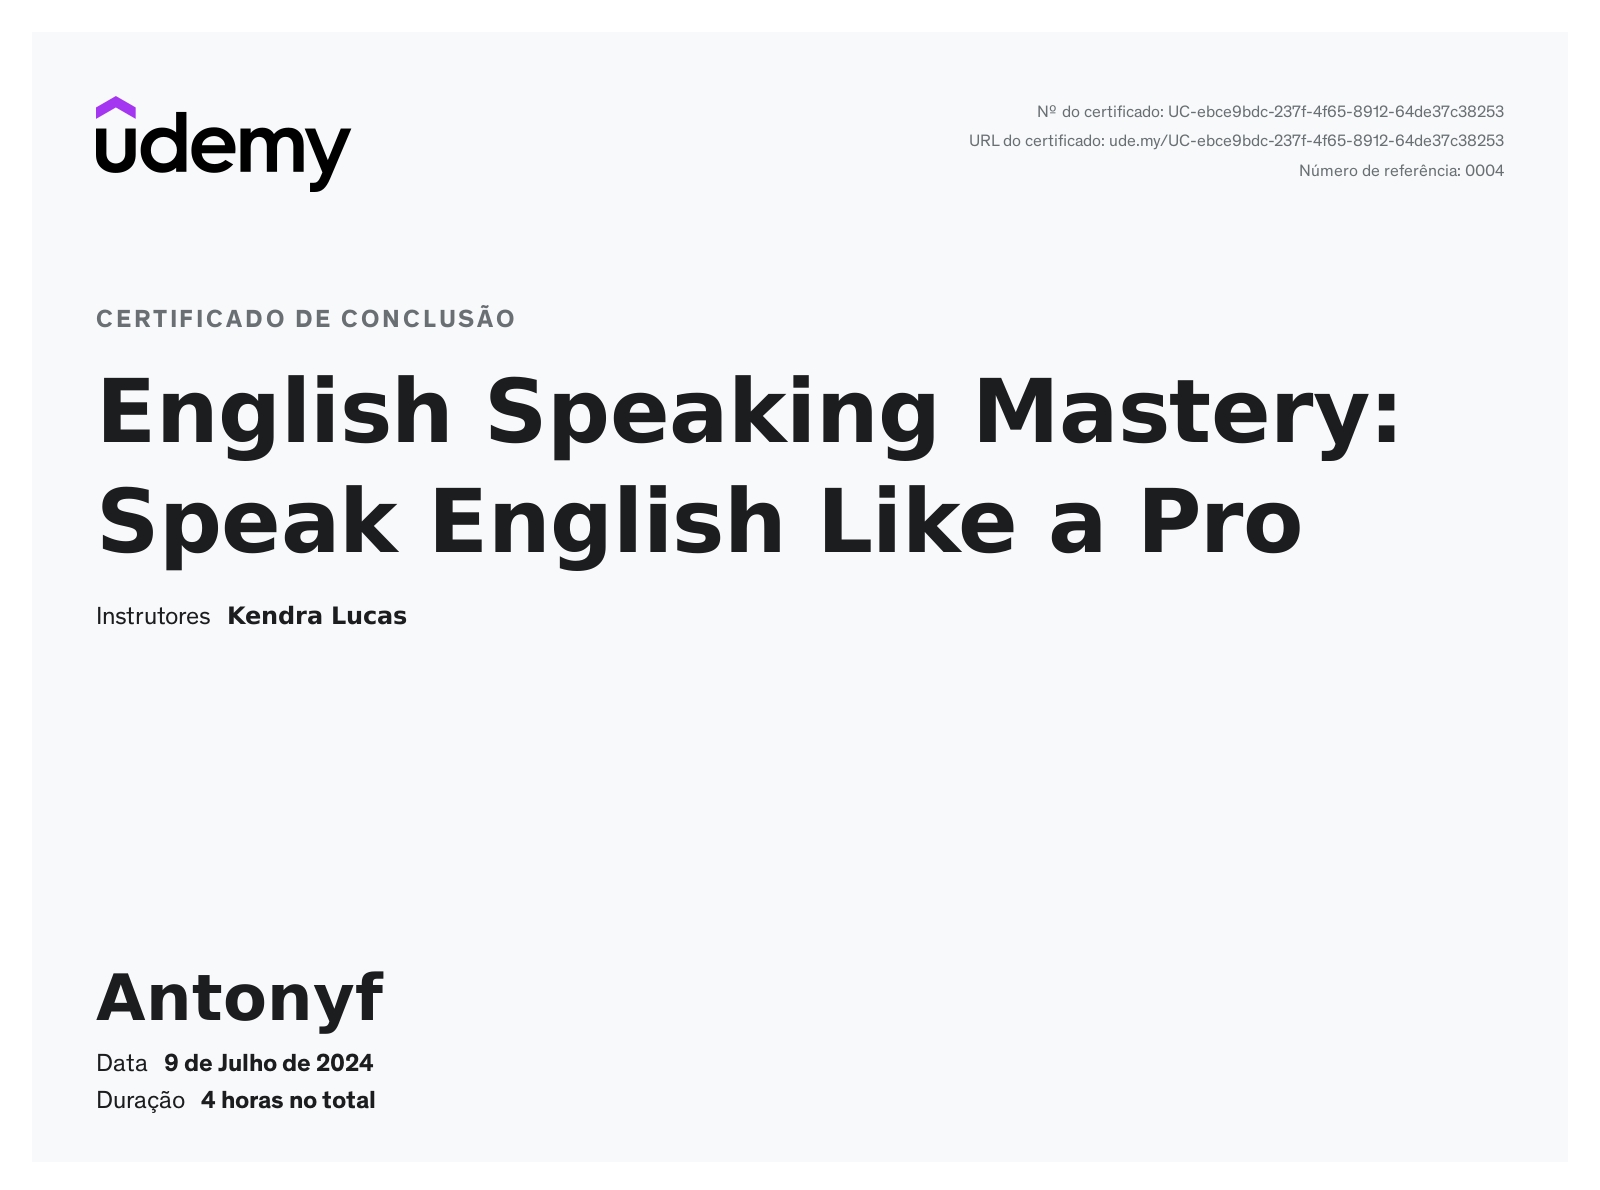 udemy
Nº do certificado: UC-ebce9bdc-237f-4f65-8912-64de37c38253
URL do certificado: ude.my/UC-ebce9bdc-237f-4f65-8912-64de37c38253
Número de referência: 0004
CERTIFICADO DE CONCLUSÃO
English Speaking Mastery:
Speak English Like a Pro
Instrutores Kendra Lucas
Antonyf
Data 9 de Julho de 2024
Duração 4 horas no total